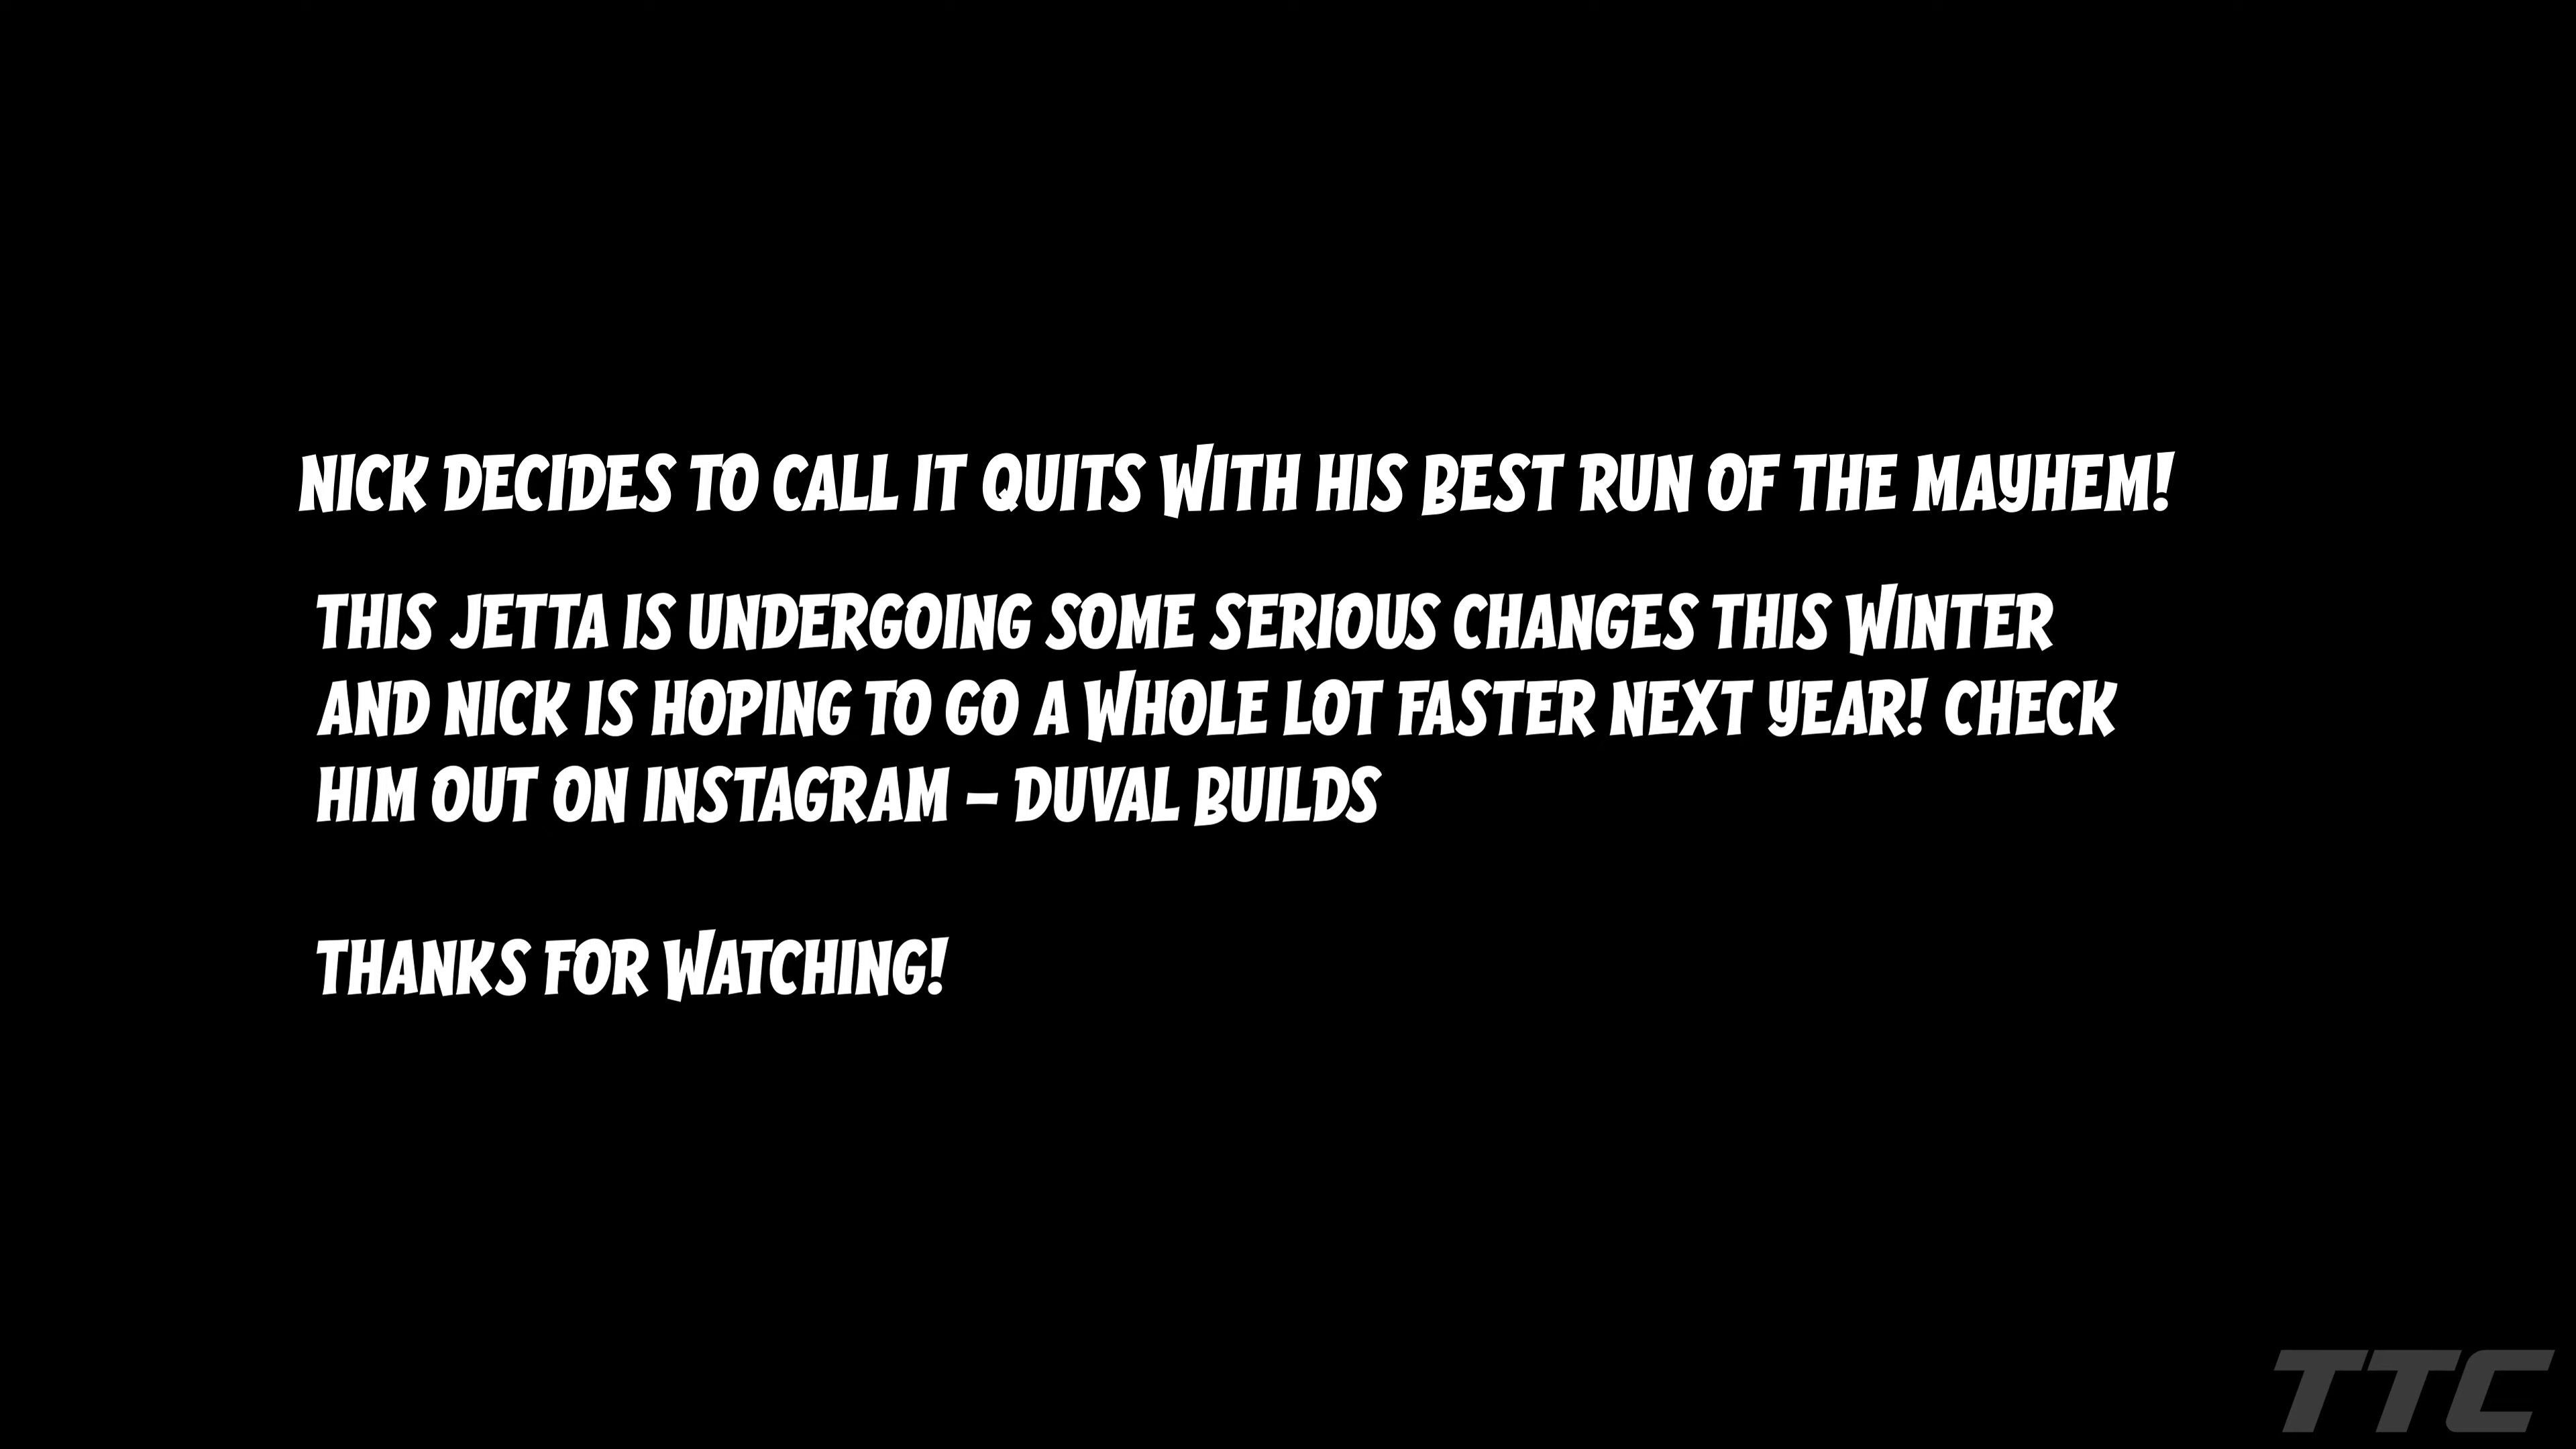 NICK DECIDES TO CALL IT QUITS WITH HIS BEST RUN OF THE MAYHEM!
THIS JETTA IS UNDERGOING SOME SERIOUS CHANGES THIS WINTER
AND NICK IS HOPING TO GO A WHOLE LOT FASTER NEXT YEAR! CHECK
HIM OUT ON INSTAGRAM - DUVAL BUILDS
THANKS FOR WATCHING!
TTC